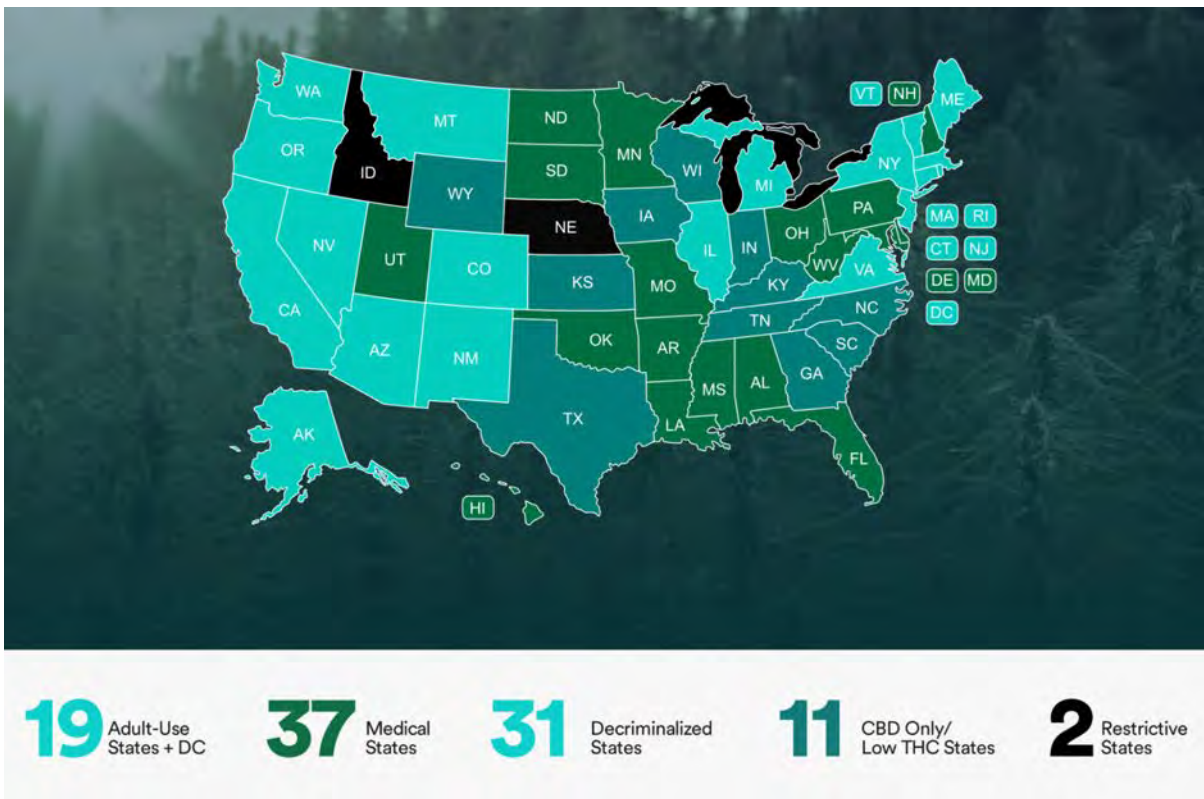 WA
MT
ND
MN
VT NH
ME
OR
ID
SD
WI
MI
NY
WY
IA
PA
MA RI
NV
UT
CO
NE
IL
IN
OH
WV
VA
CT NJ
DE MD
DC
CA
KS
MO
KY
NC
TN
AZ
NM
OK
AR
SC
MS
AL
GA
TX
LA
AK
FL
HI
19 Adult-Use
States + DC
37 Medical
States
31 Decriminalized
States
11 CBD Only/
Low THC States
2 Restrictive
States